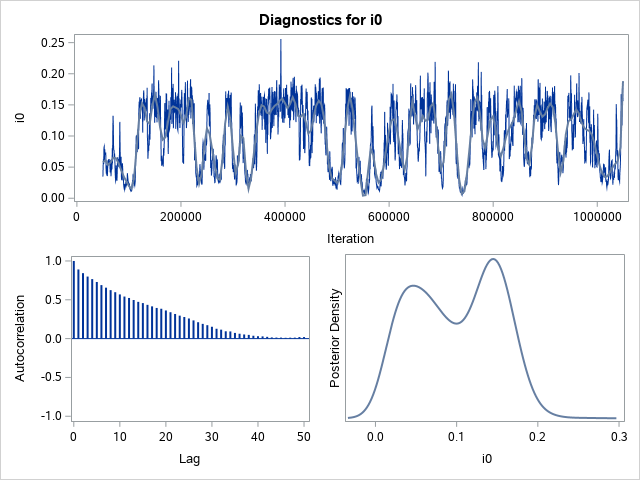 Diagnostics for i0
0.25
0.20
0.15
0.10
0.05
0.00
i0
0 200000 400000 600000 800000 1000000
Iteration
1.0
0.5
0.0
-0.5
-1.0
Autocorrelation
0 10 20 30 40 50
Lag
Posterior Density
0.0 0.1 0.2 0.3
i0